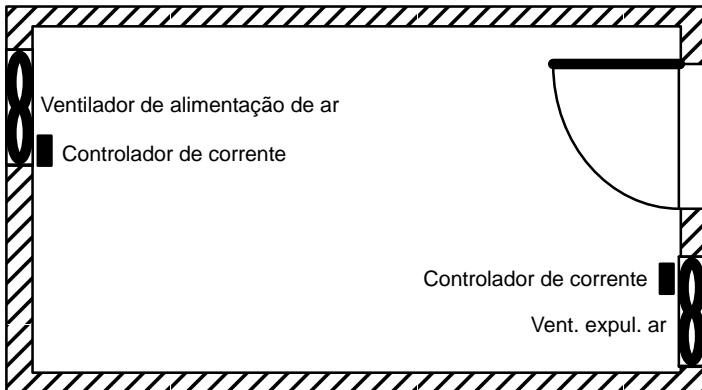 Ventilador de alimentação de ar
Controlador de corrente
Controlador de corrente
Vent. expul. ar